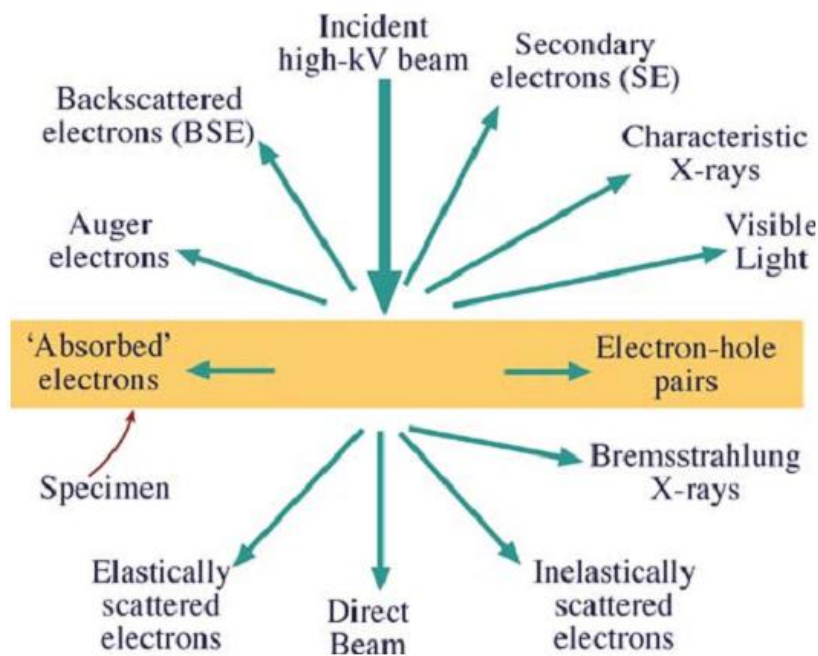 Incident
high-kV beam
Secondary
electrons (SE)
Backscattered
electrons (BSE)
Characteristic
X-rays
Auger
electrons
Visible
Light
'Absorbed'
electrons
Electron-hole
pairs
Specimen
Bremsstrahlung
X-rays
Elastically
scattered
electrons
Direct
Beam
Inelastically
scattered
electrons